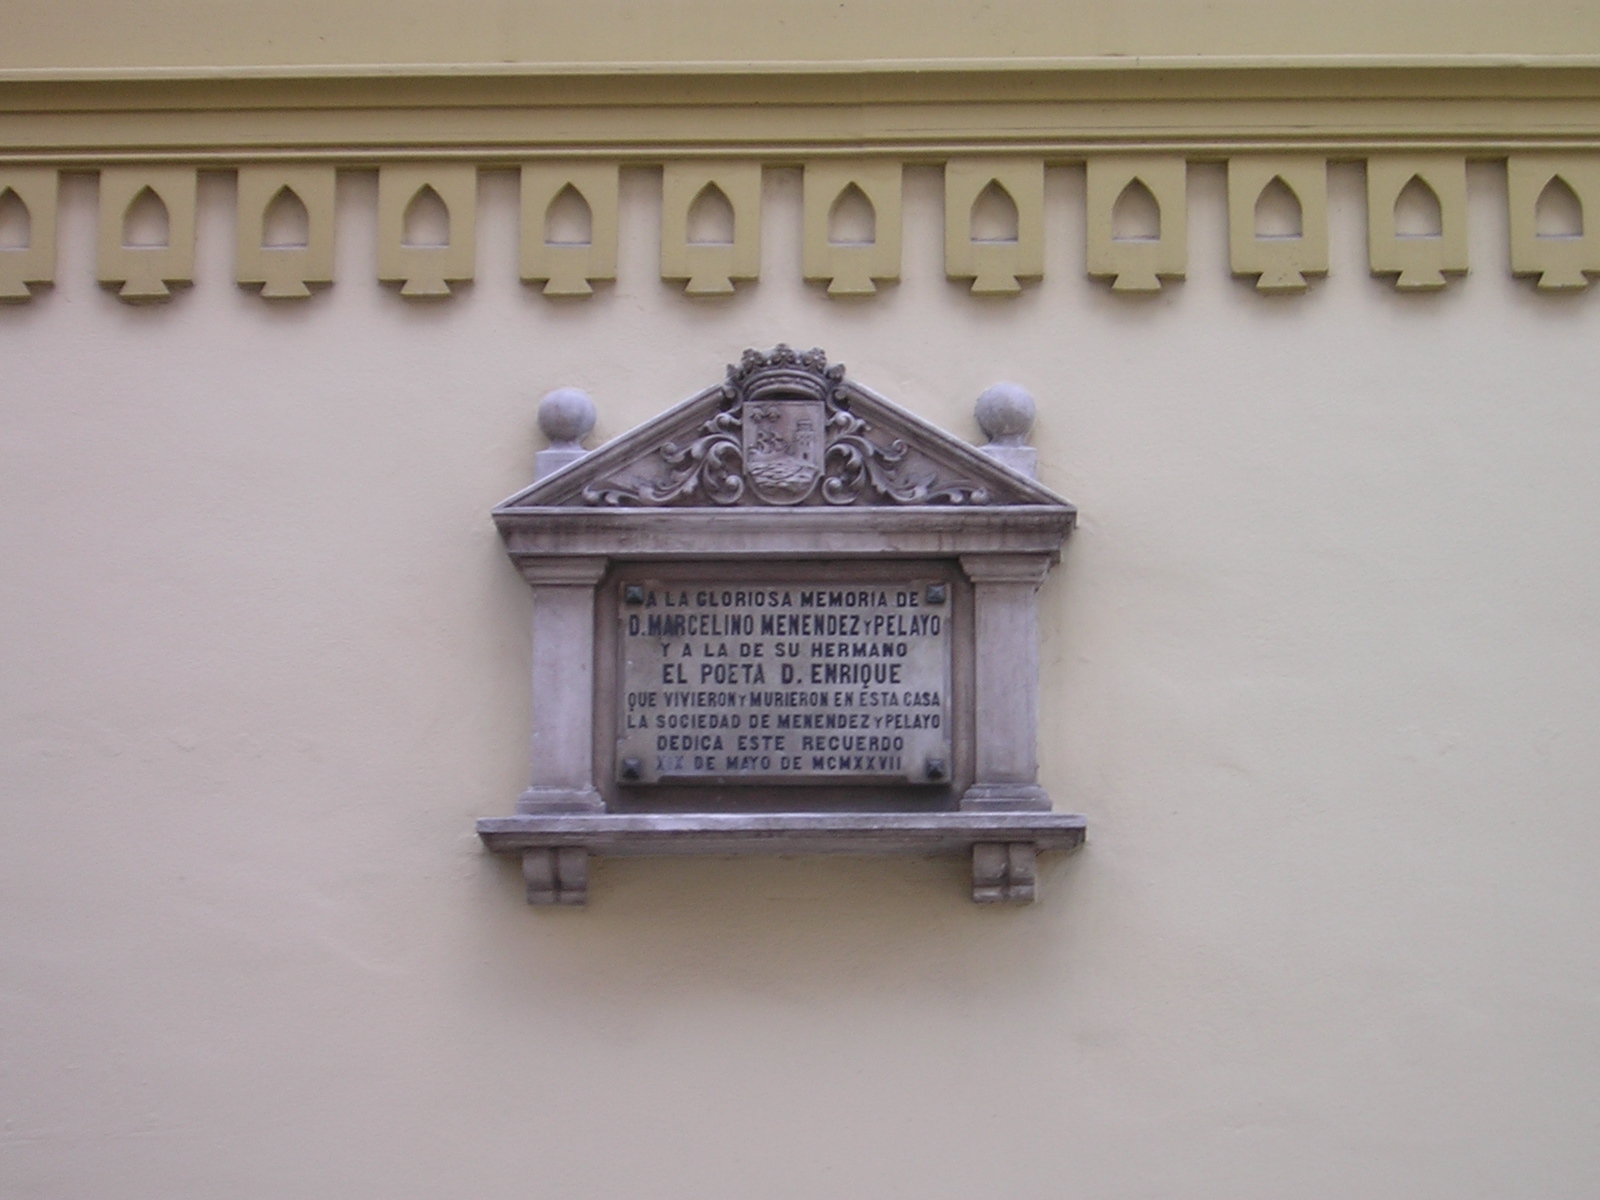 A LA GLORIOSA MEMORIA DE
D. MARCELINO MENENDEZ Y PELAYO
Y A LA DE SU HERMANO
EL POETA D. ENRIQUE
QUE VIVIERON Y MURIERON EN ESTA CASA
LA SOCIEDAD DE MENENDEZ Y PELAYO
DEDICA ESTE RECUERDO
XIX DE MAYO DE MCMXXVII